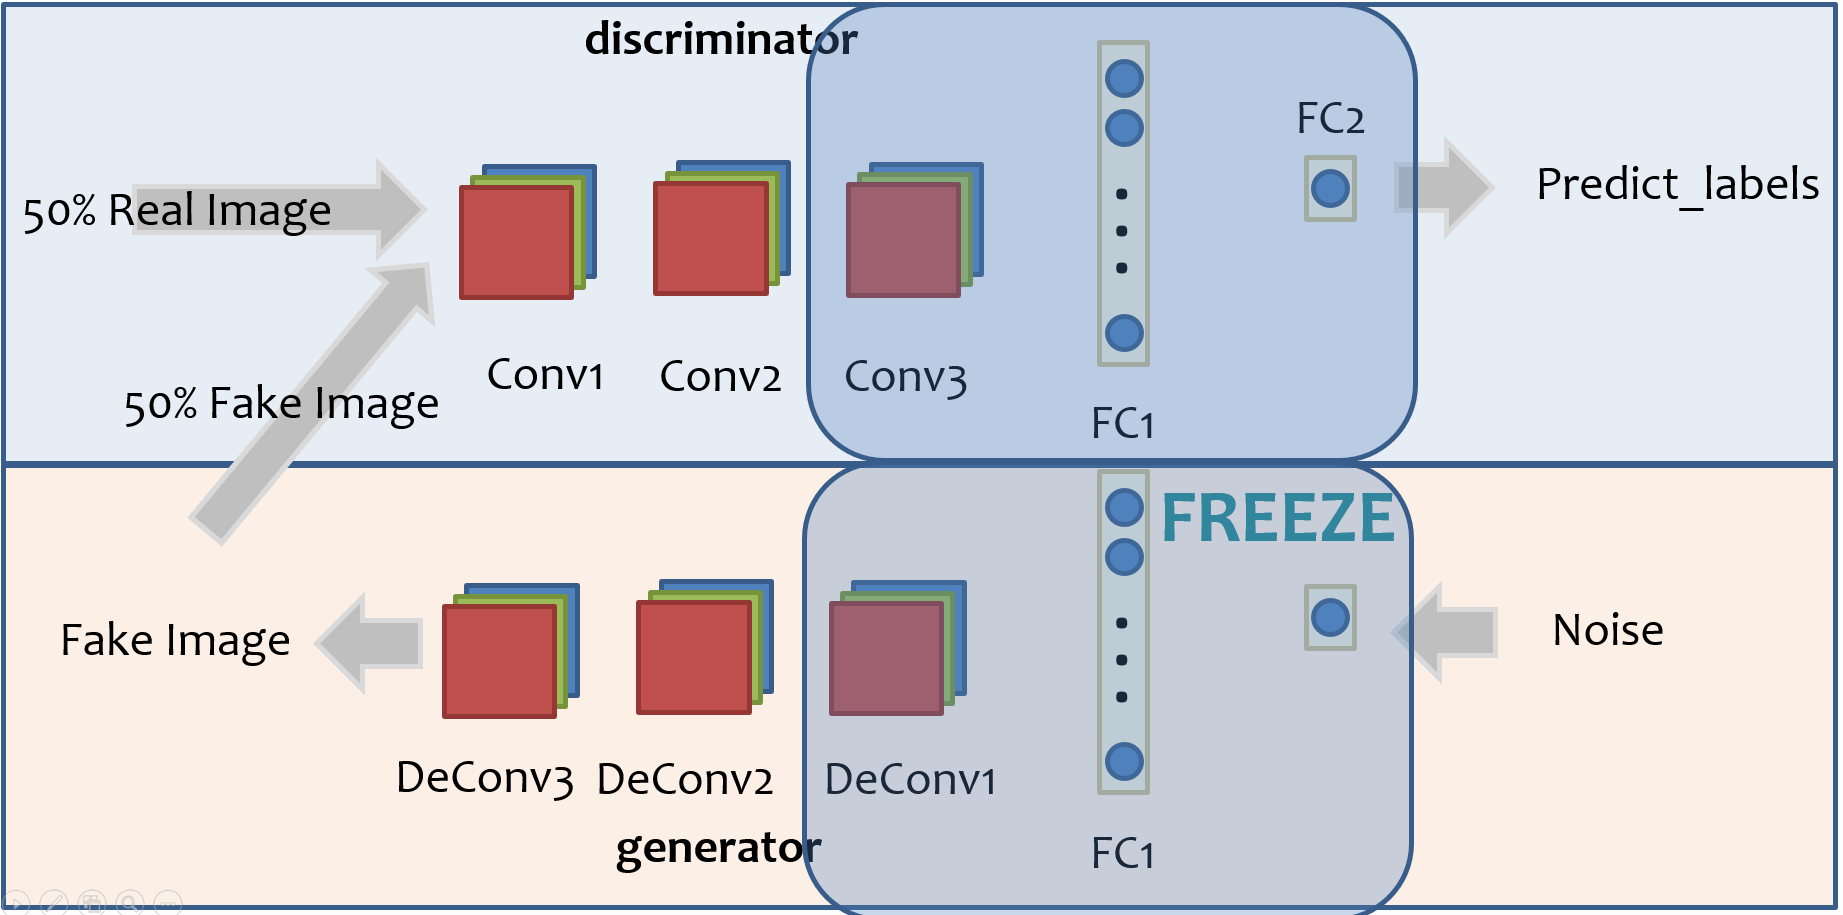 discriminator
FC2
50% Real Image
Predict_labels
Conv1
Conv2
Conv3
50% Fake Image
FC1
FREEZE
Fake Image
Noise
DeConv3
DeConv2
DeConv1
generator
FC1